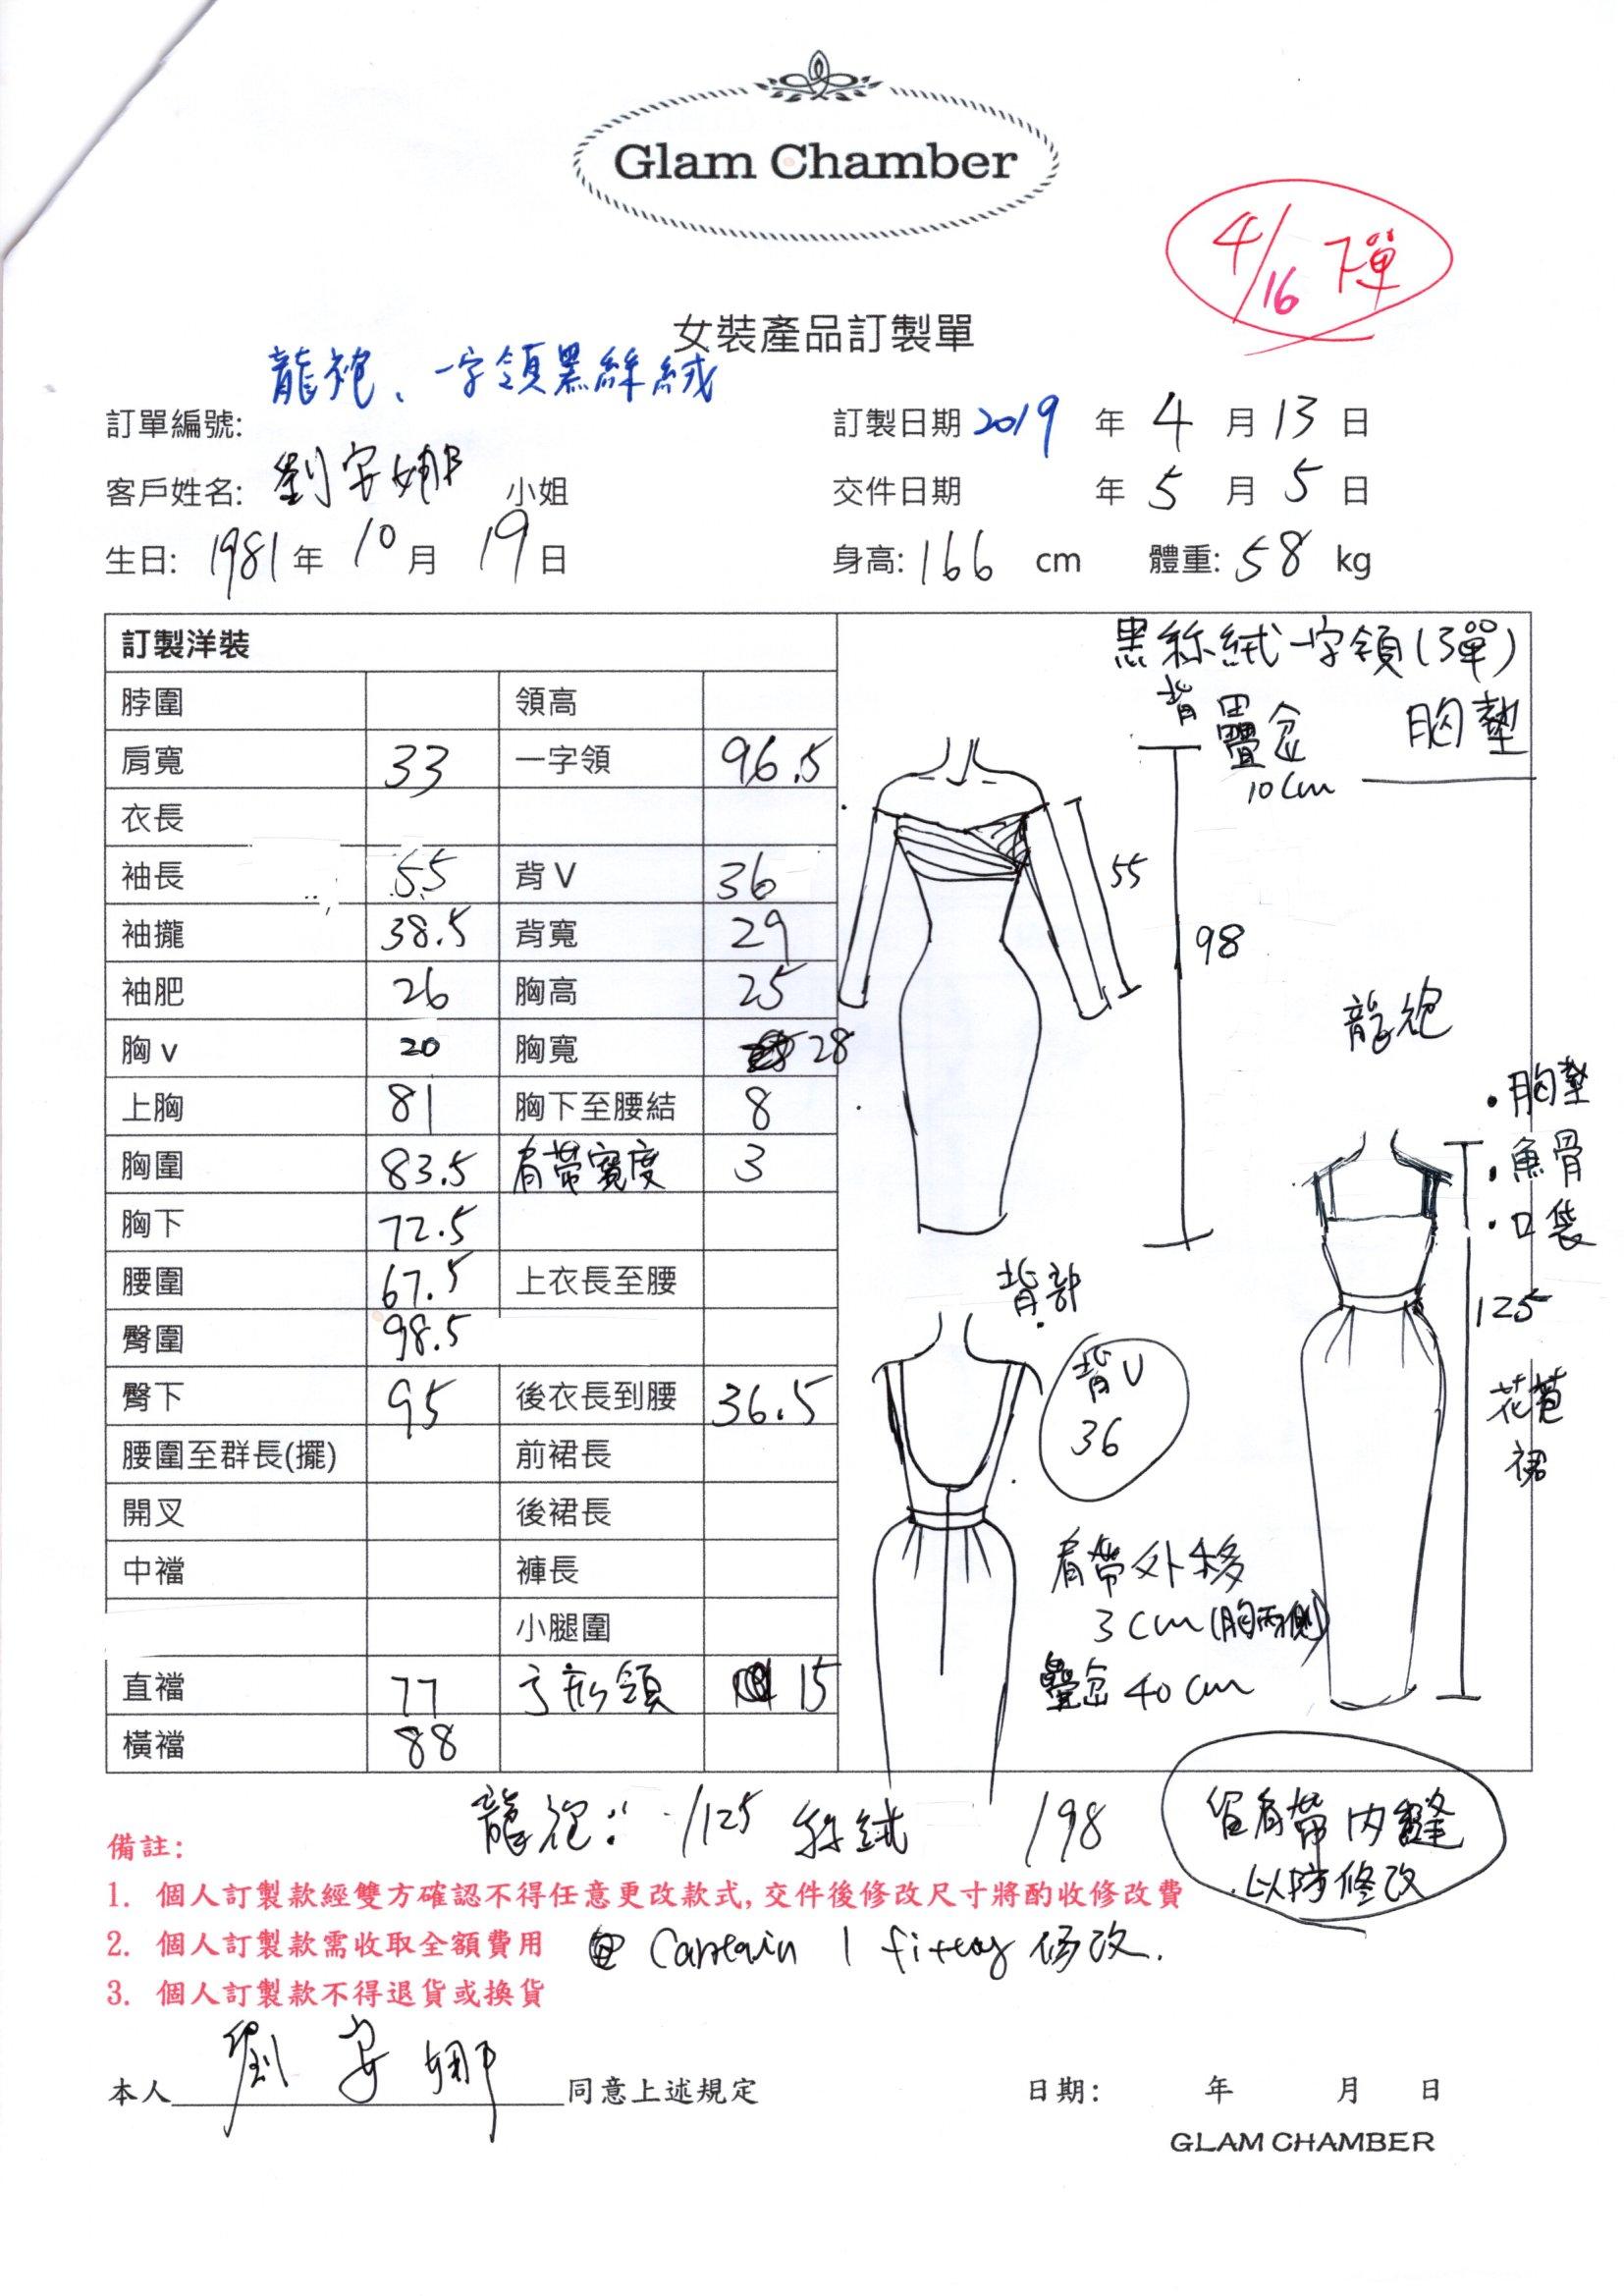 Glam Chamber
4/16 下單
女裝產品訂製單
龍袍、一字領黑絲絨
訂單編號:
訂製日期 2019 年 4 月 13 日
客戶姓名: 劉安娜 小姐
交件日期 年 5 月 5 日
生日: 1981 年 10 月 19 日
身高: 166 cm 體重: 58 kg
訂製洋裝
脖圍 領高
肩寬 33 一字領 96.5
衣長
袖長 55 背V 36
袖攏 38.5 背寬 29
袖肥 26 胸高 25
胸v 20 胸寬 28
上胸 81 胸下至腰結 8
胸圍 83.5 肩帶寬度 3
胸下 72.5
腰圍 67.5 上衣長至腰
臀圍 98.5
臀下 95 後衣長到腰 36.5
腰圍至群長(擺) 前裙長
開叉 後裙長
中襠 褲長
小腿圍
直襠 77 方形領 15
橫襠 88
黑絲絨一字領(3彈)
背
疊份
10cm
胸墊
55
98
龍袍
・胸墊
・魚骨
・口袋
125
花苞
裙
背部
背V
36
肩帶外移
3cm(胸兩側)
疊份 40cm
龍袍: /125 絲絨 /98
留肩帶內縫
以防修改
備註:
1. 個人訂製款經雙方確認不得任意更改款式,交件後修改尺寸將酌收修改費
2. 個人訂製款需收取全額費用
1 fitting 修改.
3. 個人訂製款不得退貨或換貨
本人 劉安娜 同意上述規定
日期: 年 月 日
GLAM CHAMBER